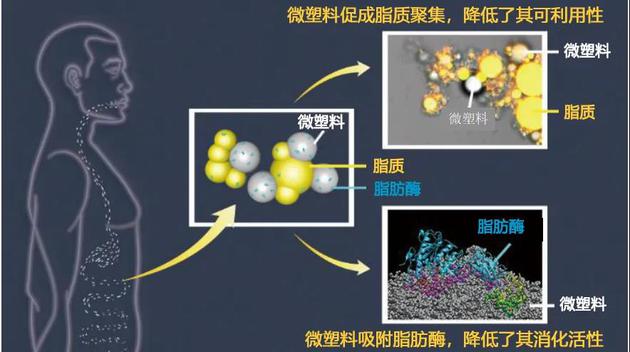 微塑料促成脂质聚集，降低了其可利用性
微塑料
脂质
微塑料
微塑料
脂质
脂肪酶
脂肪酶
微塑料
微塑料吸附脂肪酶，降低了其消化活性